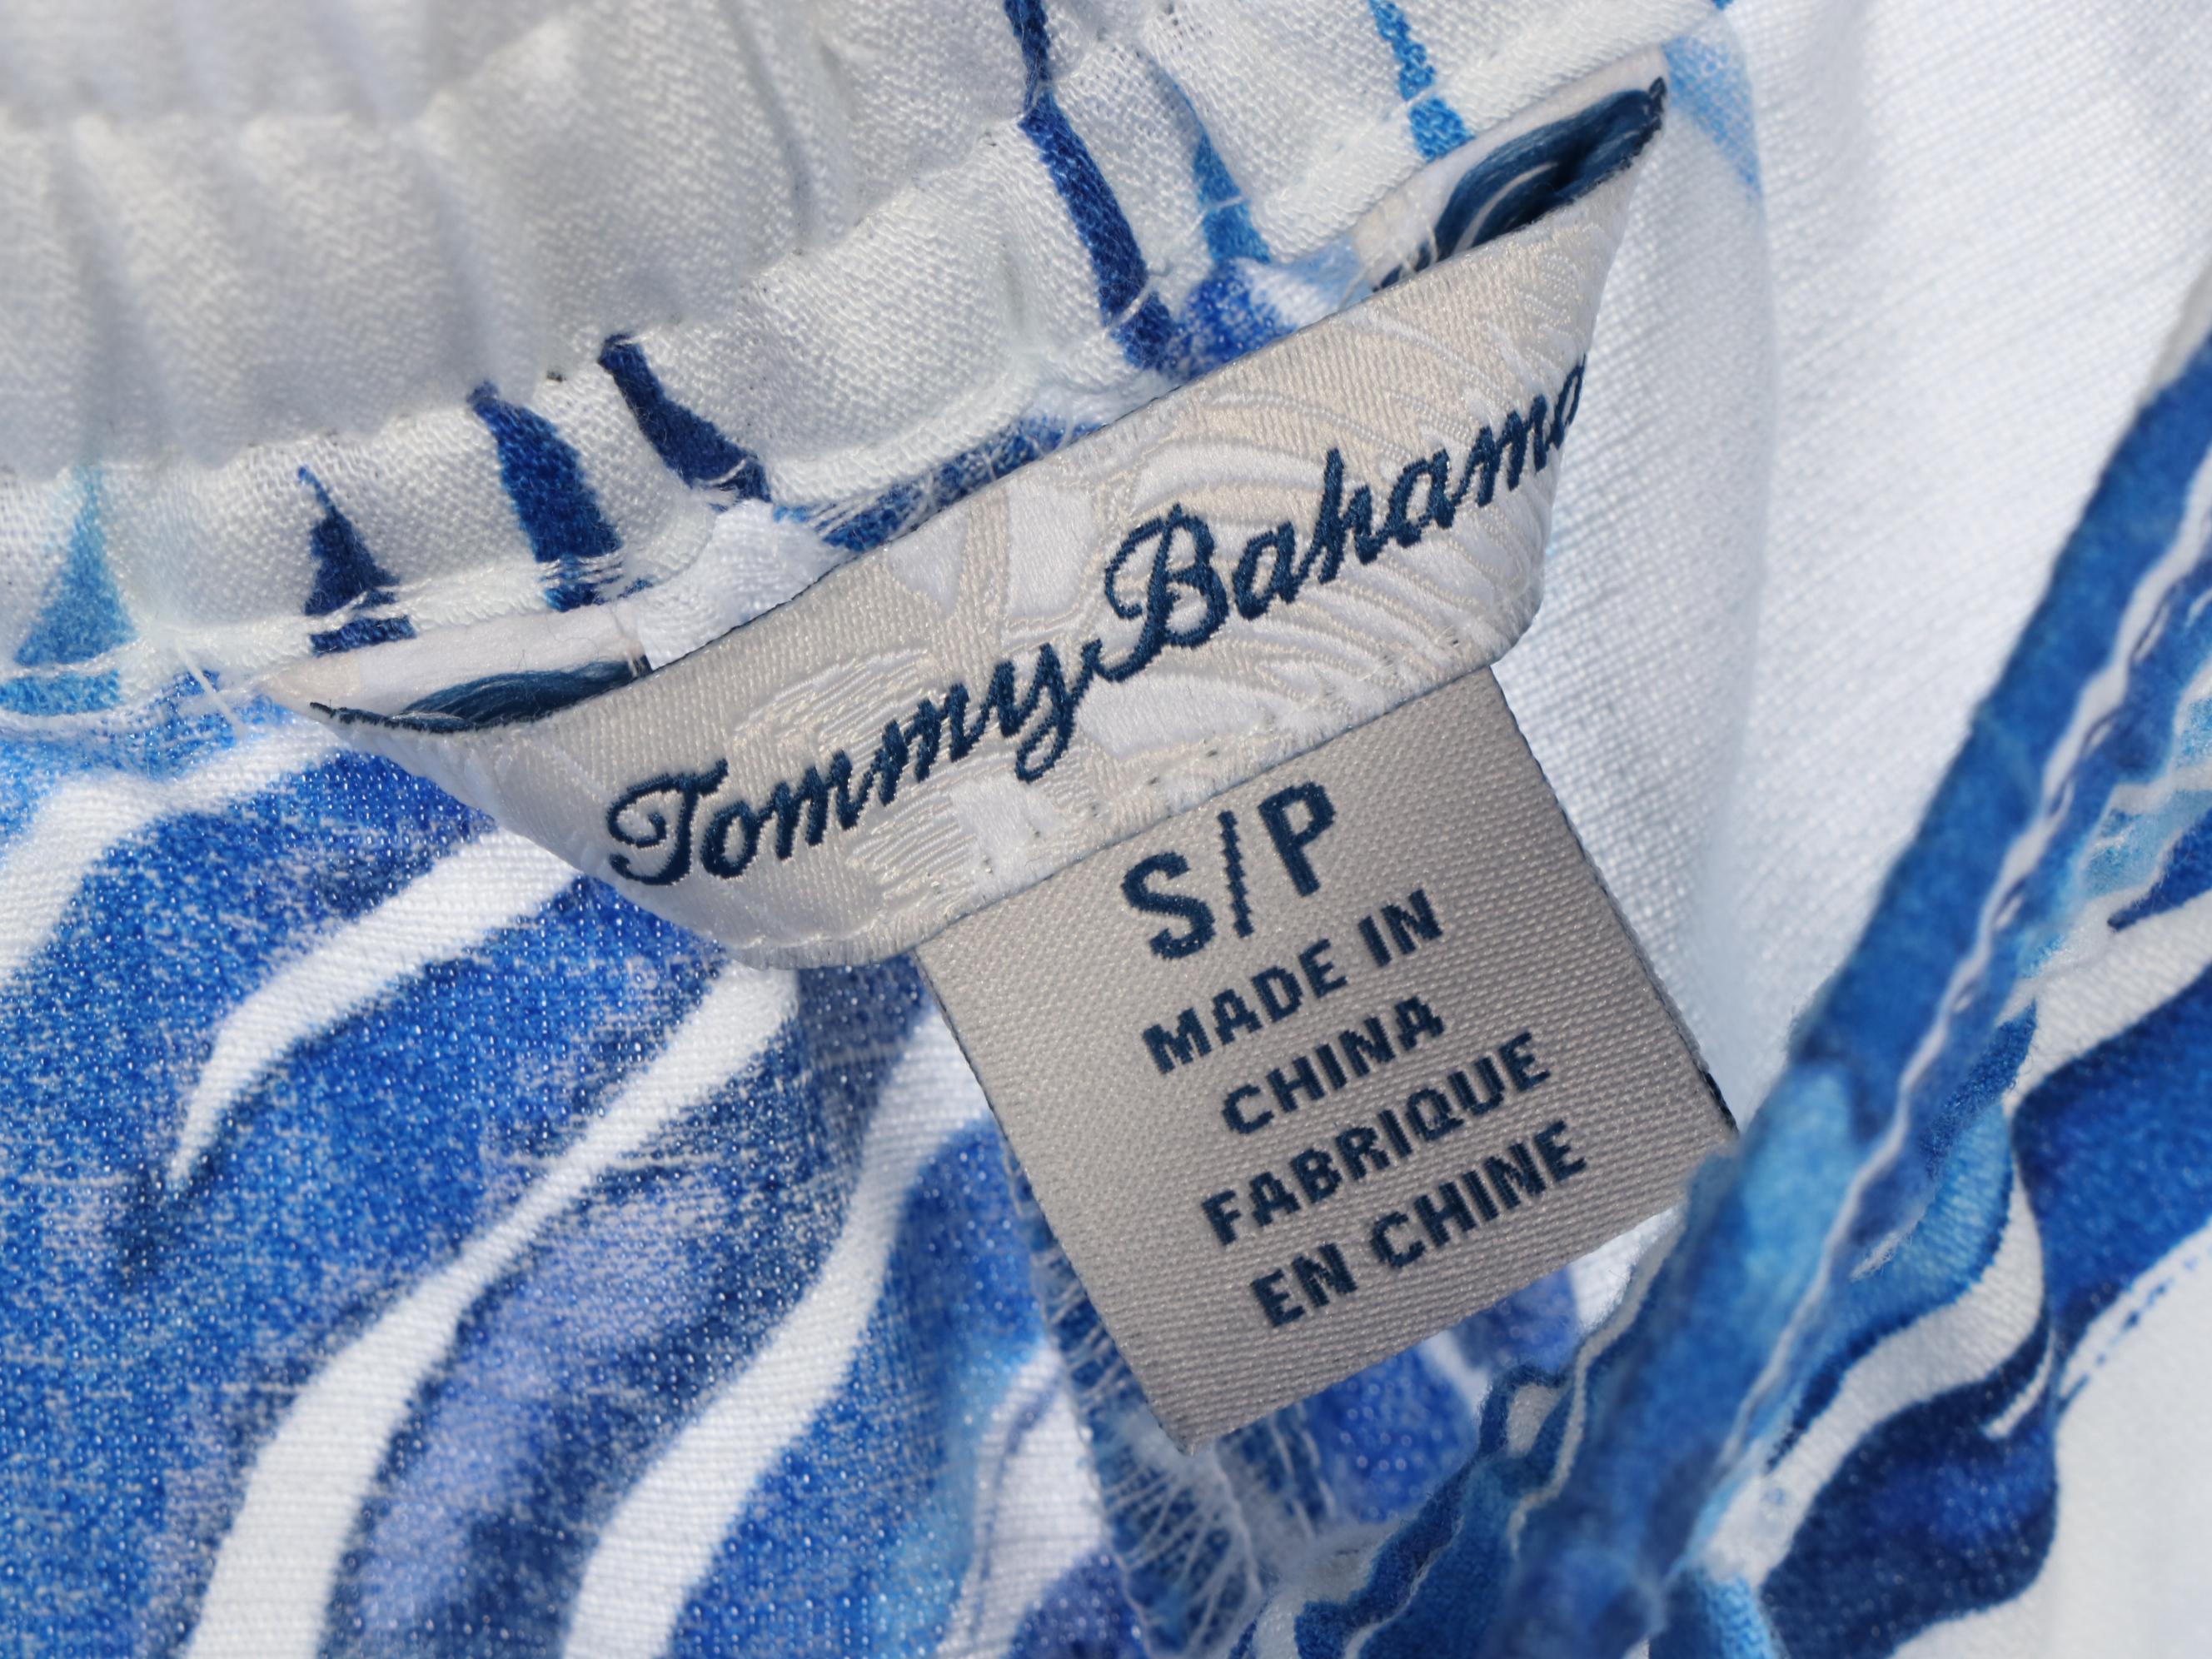 Tommy Bahama
S/P
MADE IN
CHINA
FABRIQUE
EN CHINE